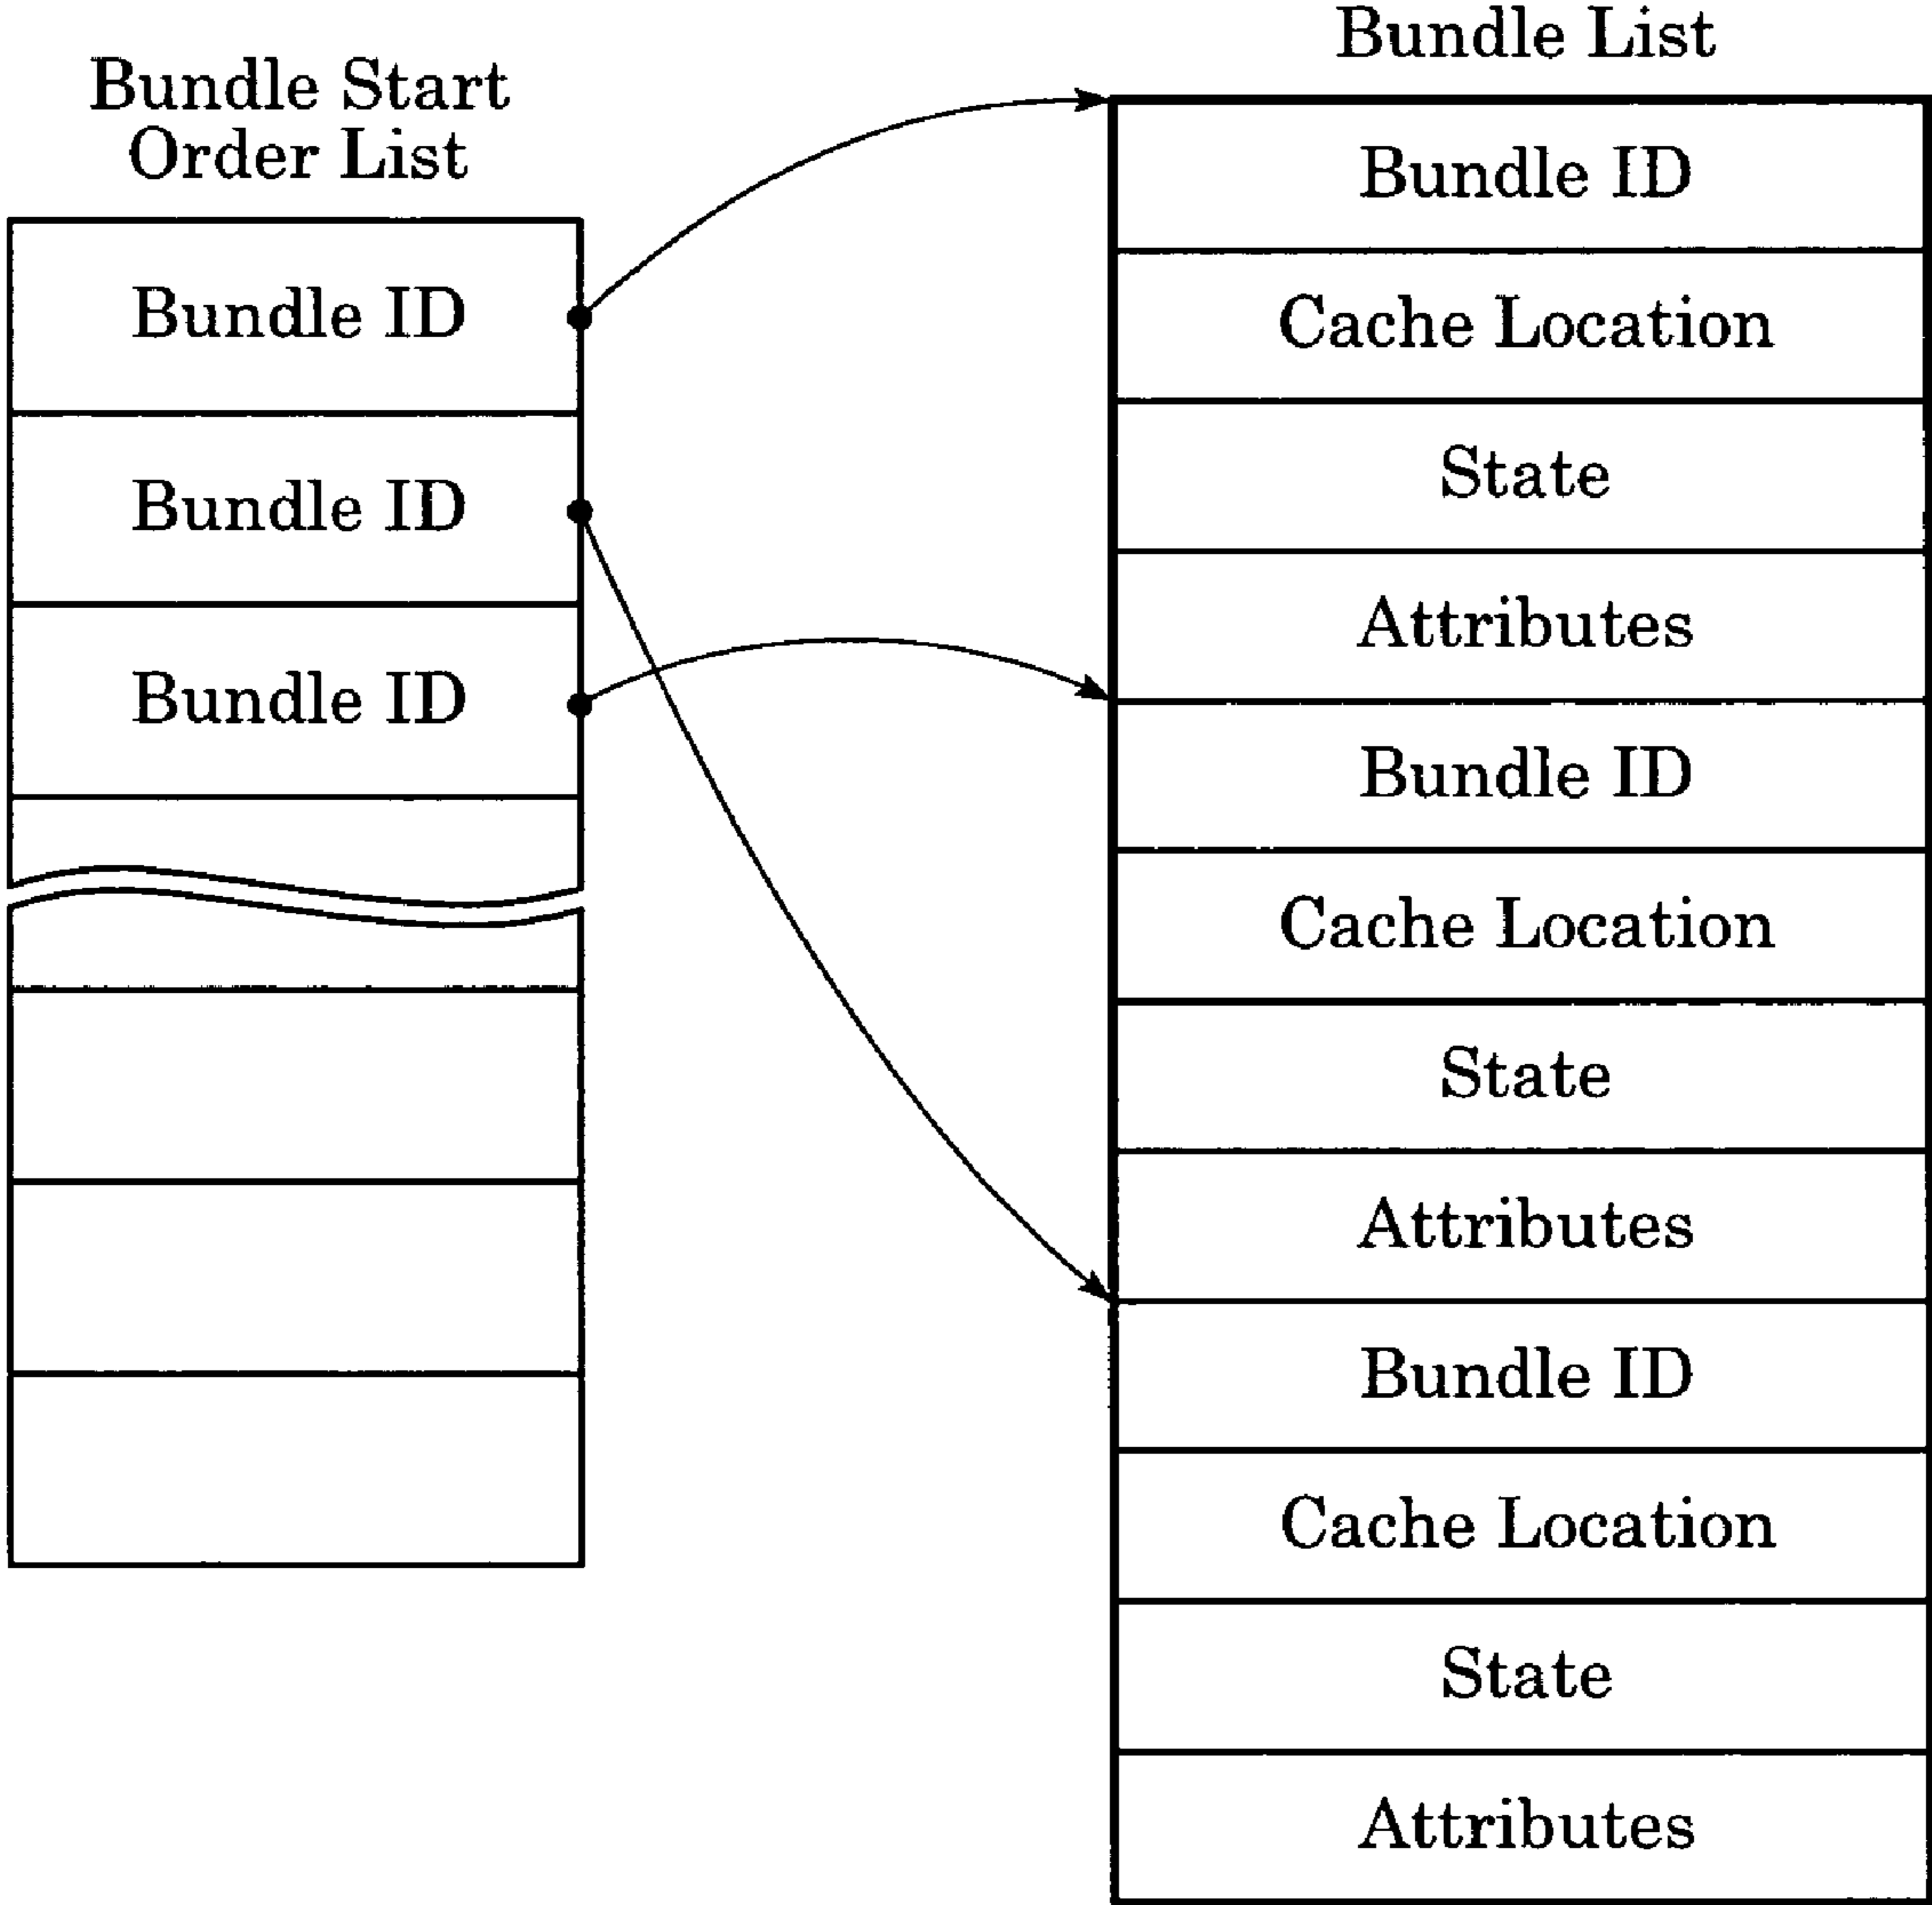 Bundle Start
Order List
Bundle ID
Bundle ID
Bundle ID
Bundle List
Bundle ID
Cache Location
State
Attributes
Bundle ID
Cache Location
State
Attributes
Bundle ID
Cache Location
State
Attributes